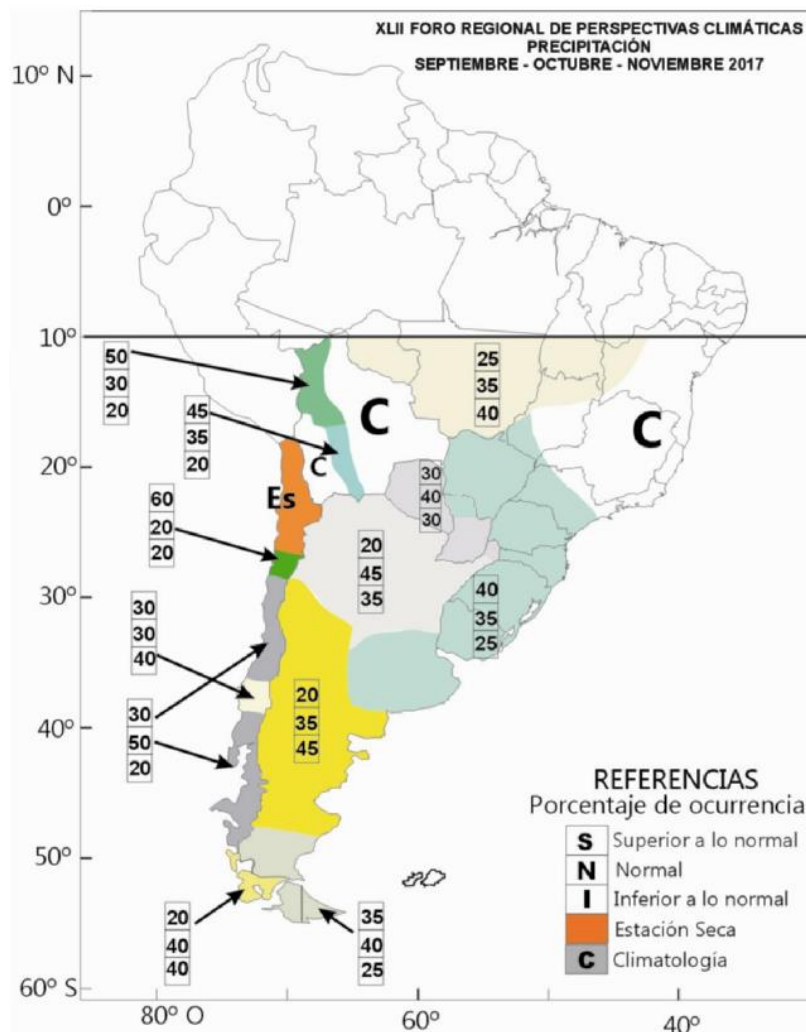 XLII FORO REGIONAL DE PERSPECTIVAS CLIMÁTICAS
PRECIPITACIÓN
SEPTIEMBRE - OCTUBRE - NOVIEMBRE 2017
10º N
0º
10º
20º
30º
40º
50º
60º S
80º O
60º
40º
50
30
20
45
35
20
60
20
20
30
30
40
30
50
20
20
40
40
35
40
25
25
35
40
C
C
C
Es
30
40
30
20
45
35
40
35
25
20
35
45
REFERENCIAS
Porcentaje de ocurrencia
S Superior a lo normal
N Normal
I Inferior a lo normal
Estación Seca
C Climatología